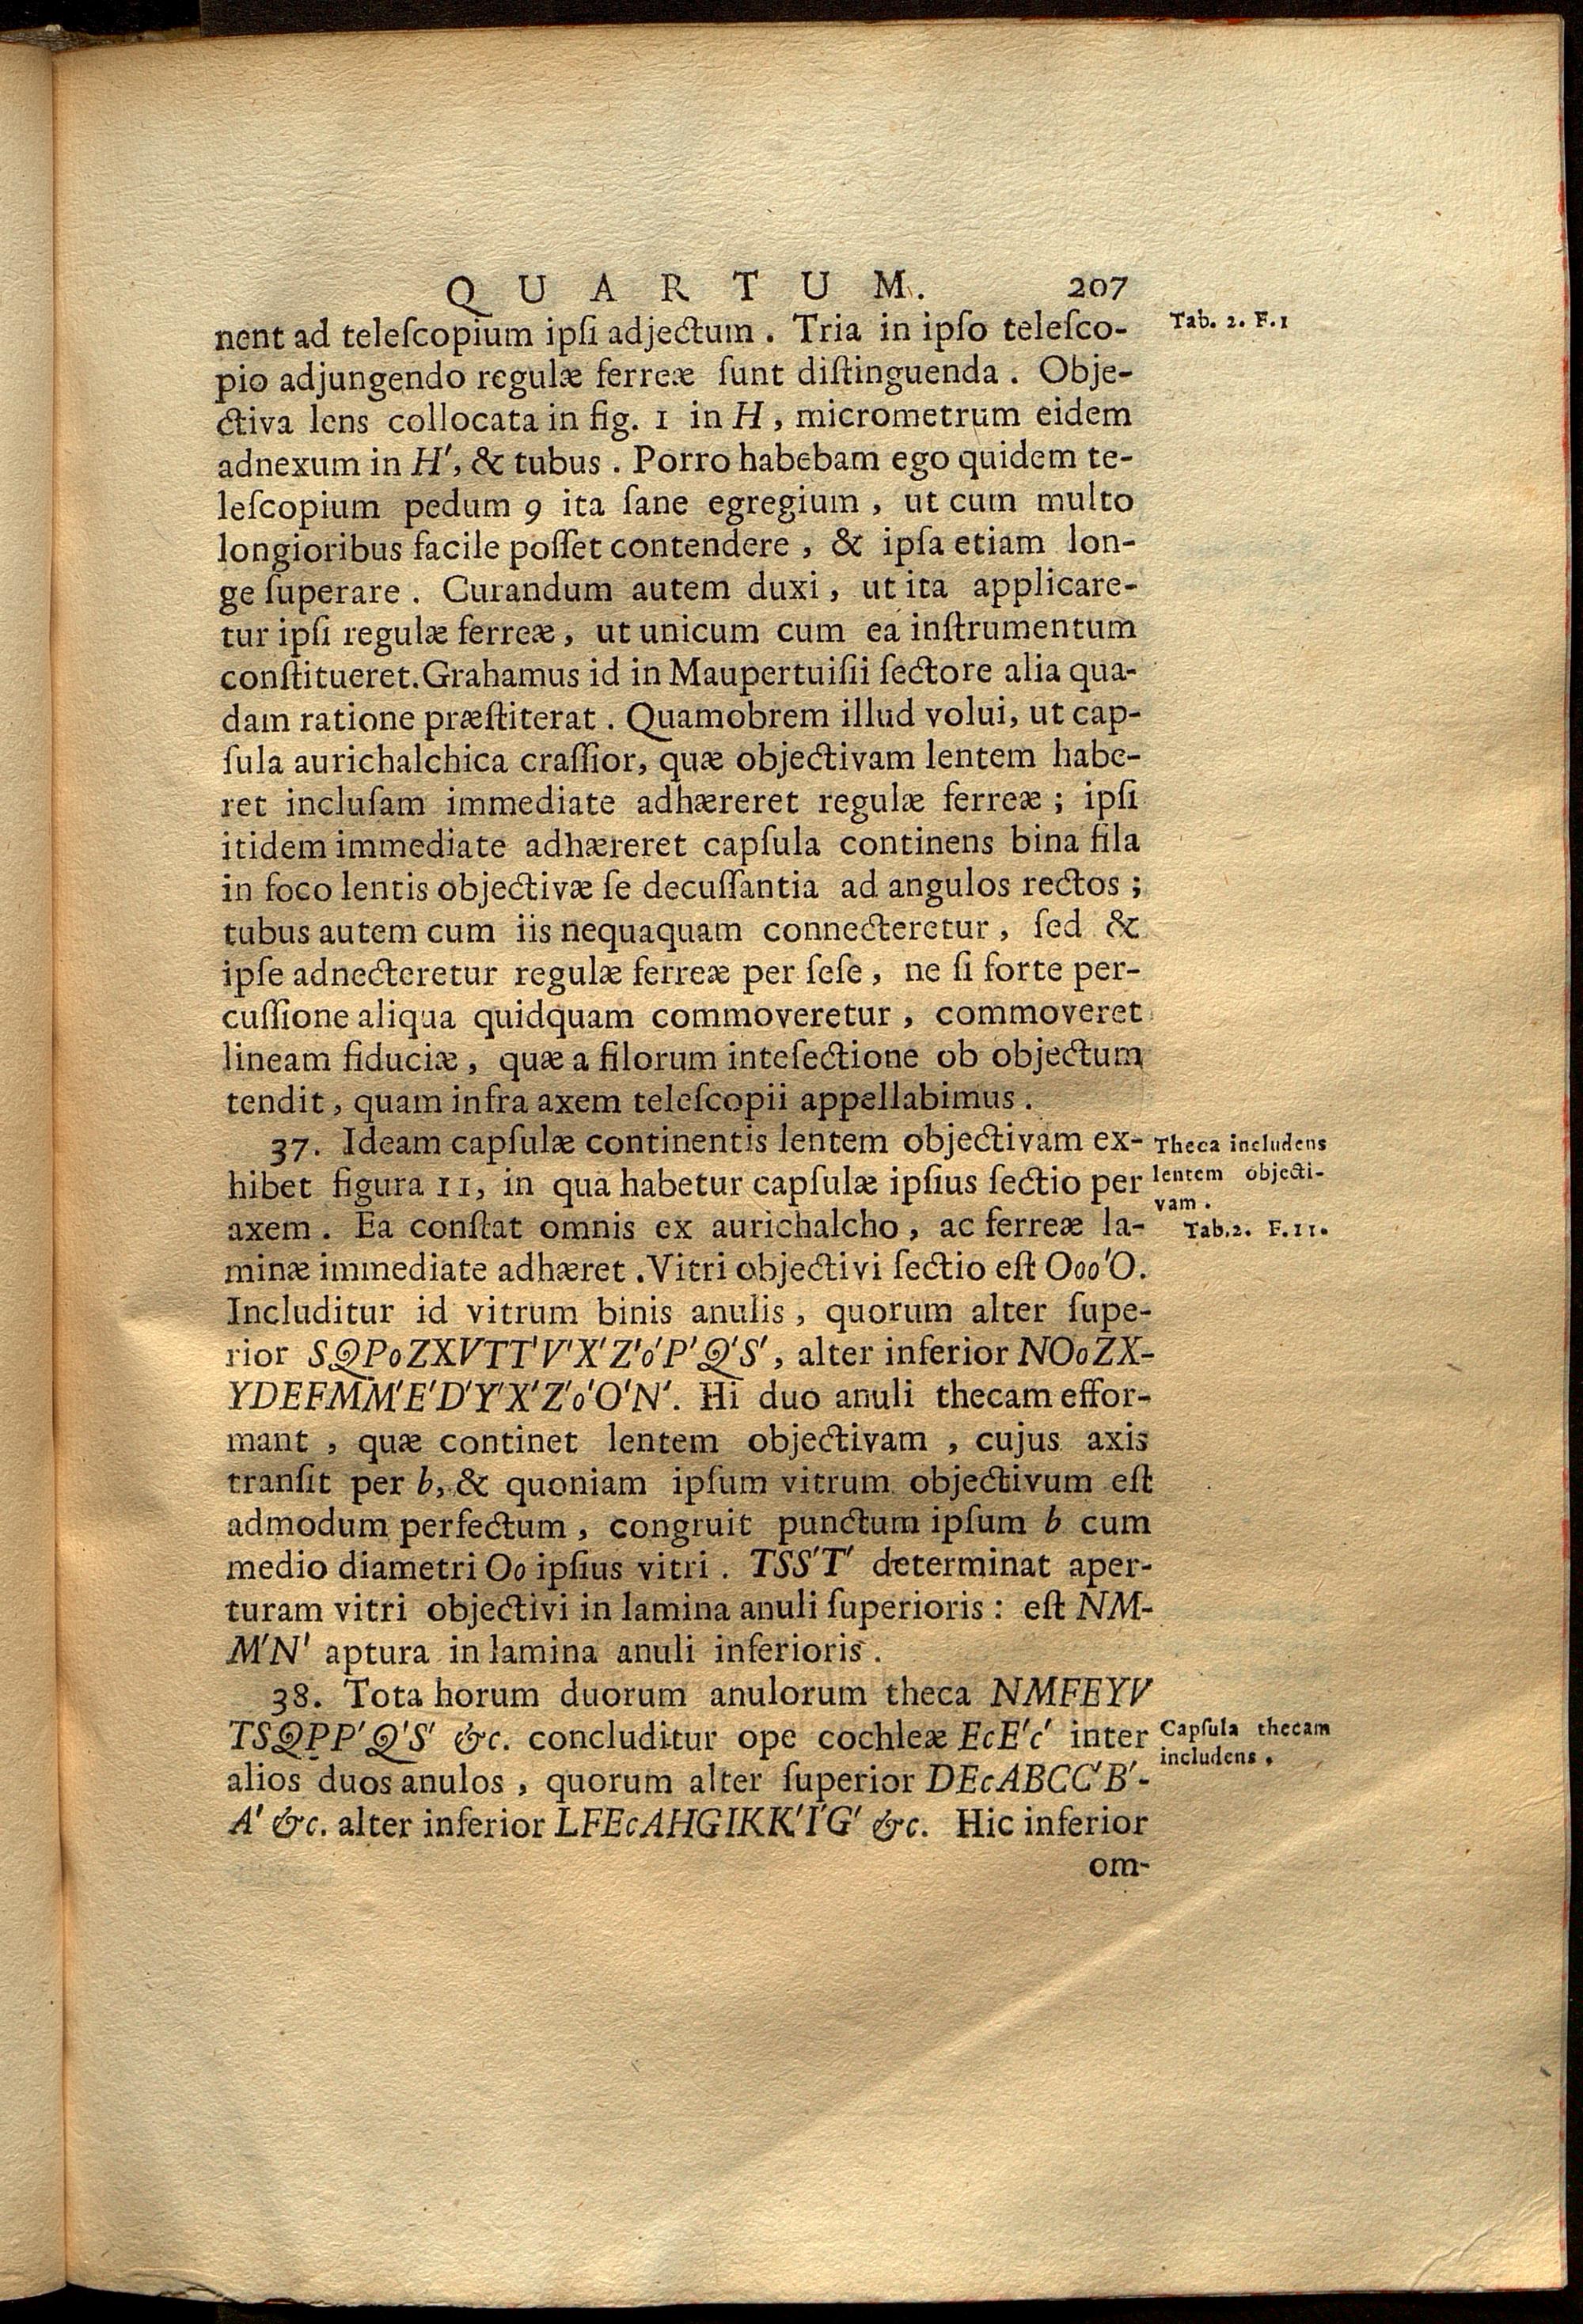 QUARTUM. 207
nent ad teleſcopium ipſi adjectum. Tria in ipſo teleſco-
Tab. 2. F.1
pio adjungendo regulæ ferreæ ſunt diſtinguenda. Obje-
ctiva lens collocata in fig. 1 in H, micrometrum eidem
adnexum in H', & tubus. Porro habebam ego quidem te-
leſcopium pedum 9 ita ſane egregium, ut cum multo
longioribus facile poſſet contendere, & ipſa etiam lon-
ge ſuperare. Curandum autem duxi, ut ita applicare-
tur ipſi regulæ ferreæ, ut unicum cum ea inſtrumentum
conſtitueret. Grahamus id in Maupertuiſii ſectore alia qua-
dam ratione præſtiterat. Quamobrem illud volui, ut cap-
ſula aurichalchica craſſior, quæ objectivam lentem habe-
ret incluſam immediate adhæreret regulæ ferreæ; ipſi
itidem immediate adhæreret capſula continens bina fila
in foco lentis objectivæ ſe decuſſantia ad angulos rectos;
tubus autem cum iis nequaquam connecteretur, ſed &
ipſe adnecteretur regulæ ferreæ per ſeſe, ne ſi forte per-
cuſſione aliqua quidquam commoveretur, commoveret
lineam fiduciæ, quæ a filorum inteſectione ob objectum
tendit, quam infra axem teleſcopii appellabimus.
37. Ideam capſulæ continentis lentem objectivam ex-
Theca includens
hibet figura 11, in qua habetur capſulæ ipſius ſectio per
lentem objecti-
vam.
axem. Ea conſtat omnis ex aurichalcho, ac ferreæ la-
Tab.2. F.11.
minæ immediate adhæret. Vitri objectivi ſectio eſt Ooo'O.
Includitur id vitrum binis anulis, quorum alter ſupe-
rior SQPoZXVTT'V'X'Z'o'P'Q'S', alter inferior NOoZX-
YDEFMM'E'D'Y'X'Z'o'O'N'. Hi duo anuli thecam effor-
mant, quæ continet lentem objectivam, cujus axis
tranſit per b, & quoniam ipſum vitrum objectivum eſt
admodum perfectum, congruit punctum ipſum b cum
medio diametri Oo ipſius vitri. TSS'T' determinat aper-
turam vitri objectivi in lamina anuli ſuperioris: eſt NM-
M'N' aptura in lamina anuli inferioris.
38. Tota horum duorum anulorum theca NMFEYV
TSQPP'Q'S' &c. concluditur ope cochleæ EcE'c' inter
Capſula thecam
includens.
alios duos anulos, quorum alter ſuperior DEcABCC'B'-
A' &c. alter inferior LFEcAHGIKK'I'G' &c. Hic inferior
om-